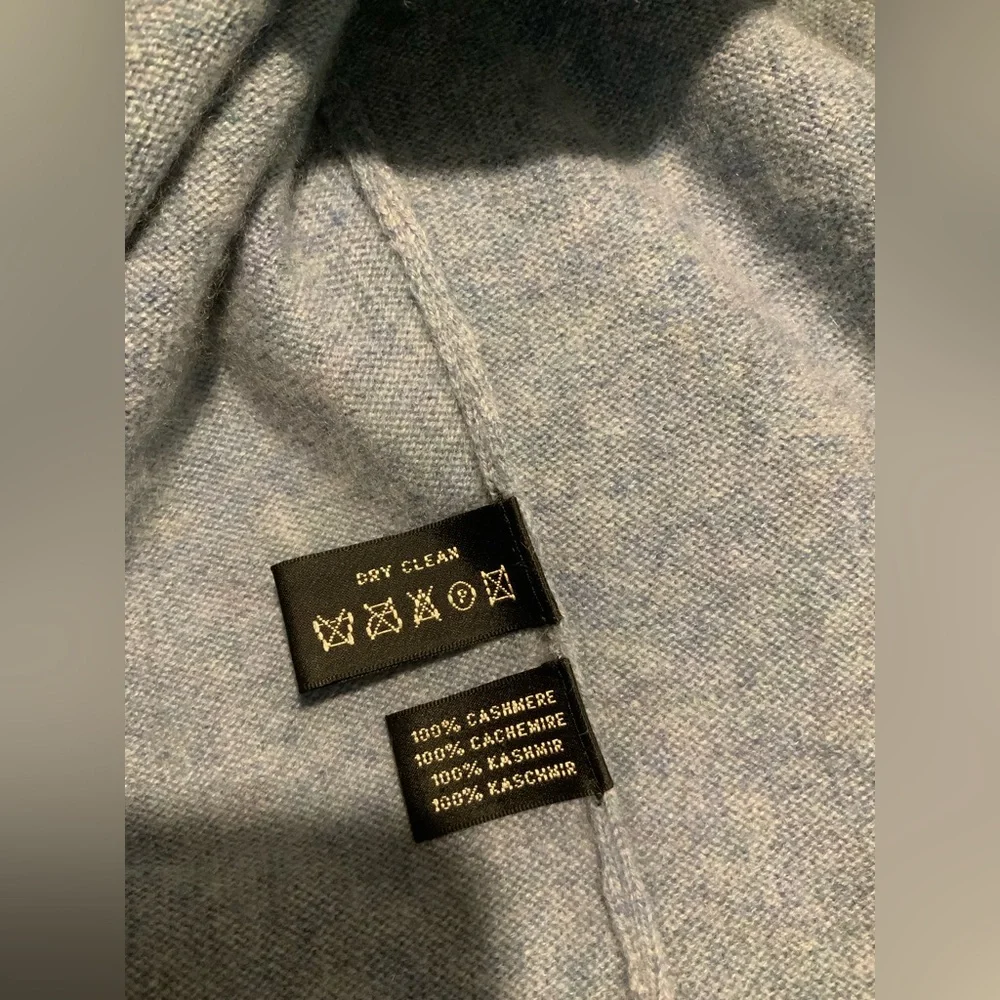 DRY CLEAN
P
100% CASHMERE
100% CACHEMIRE
100% KASHMIR
100% KASCHMIR